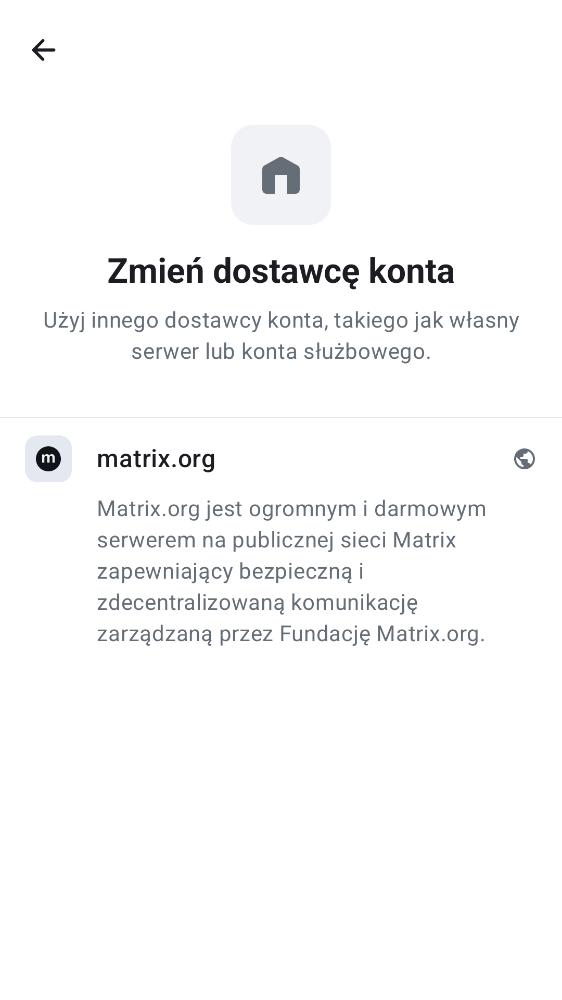 Zmień dostawcę konta
Użyj innego dostawcy konta, takiego jak własny
serwer lub konta służbowego.
m
matrix.org
Matrix.org jest ogromnym i darmowym
serwerem na publicznej sieci Matrix
zapewniający bezpieczną i
zdecentralizowaną komunikację
zarządzaną przez Fundację Matrix.org.